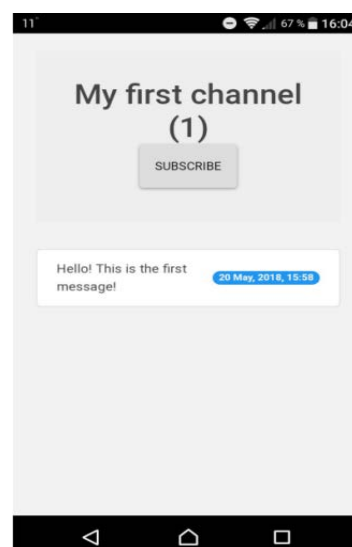 11°
67 % 16:04
My first channel
(1)
SUBSCRIBE
Hello! This is the first
message!
20 May, 2018, 15:58